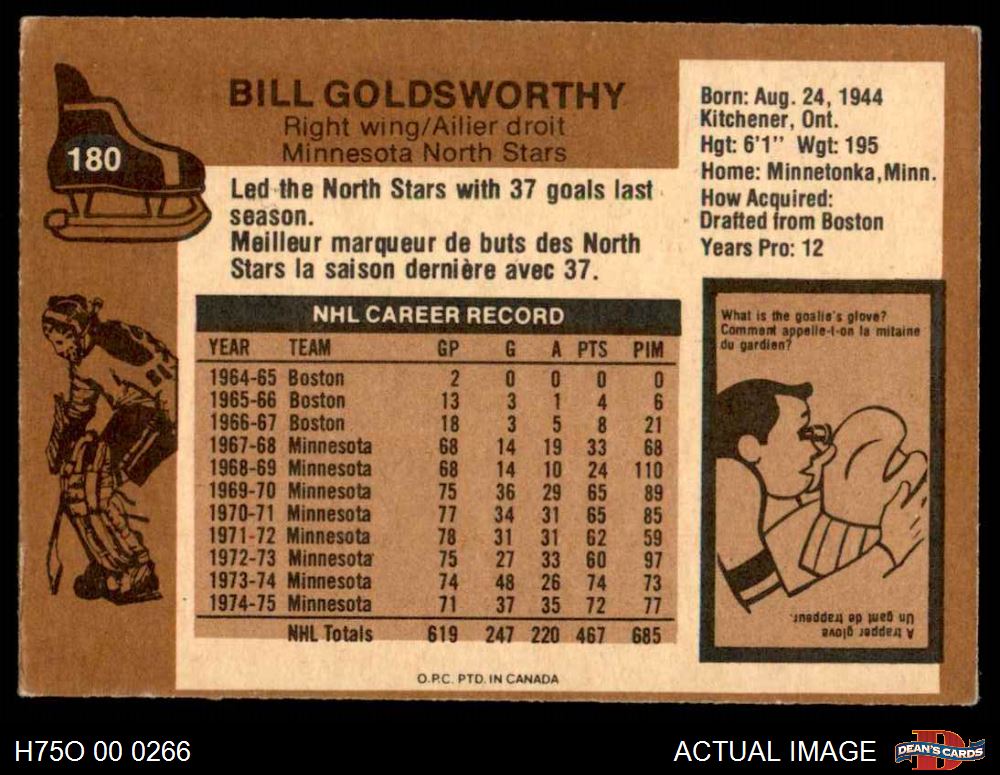 180
BILL GOLDSWORTHY
Right wing/Ailier droit
Minnesota North Stars
Led the North Stars with 37 goals last
season.
Meilleur marqueur de buts des North
Stars la saison dernière avec 37.
Born: Aug. 24, 1944
Kitchener, Ont.
Hgt: 6'1" Wgt: 195
Home: Minnetonka, Minn.
How Acquired:
Drafted from Boston
Years Pro: 12
NHL CAREER RECORD
YEAR TEAM GP G A PTS PIM
1964-65 Boston 2 0 0 0 0
1965-66 Boston 13 3 1 4 6
1966-67 Boston 18 3 5 8 21
1967-68 Minnesota 68 14 19 33 68
1968-69 Minnesota 68 14 10 24 110
1969-70 Minnesota 75 36 29 65 89
1970-71 Minnesota 77 34 31 65 85
1971-72 Minnesota 78 31 31 62 59
1972-73 Minnesota 75 27 33 60 97
1973-74 Minnesota 74 48 26 74 73
1974-75 Minnesota 71 37 35 72 77
NHL Totals 619 247 220 467 685
What is the goalie's glove?
Comment appelle-t-on la mitaine
du gardien?
A trapper glove
Un gant de trappeur.
O.P.C. PTD. IN CANADA
H75O 00 0266
ACTUAL IMAGE
DEAN'S CARDS